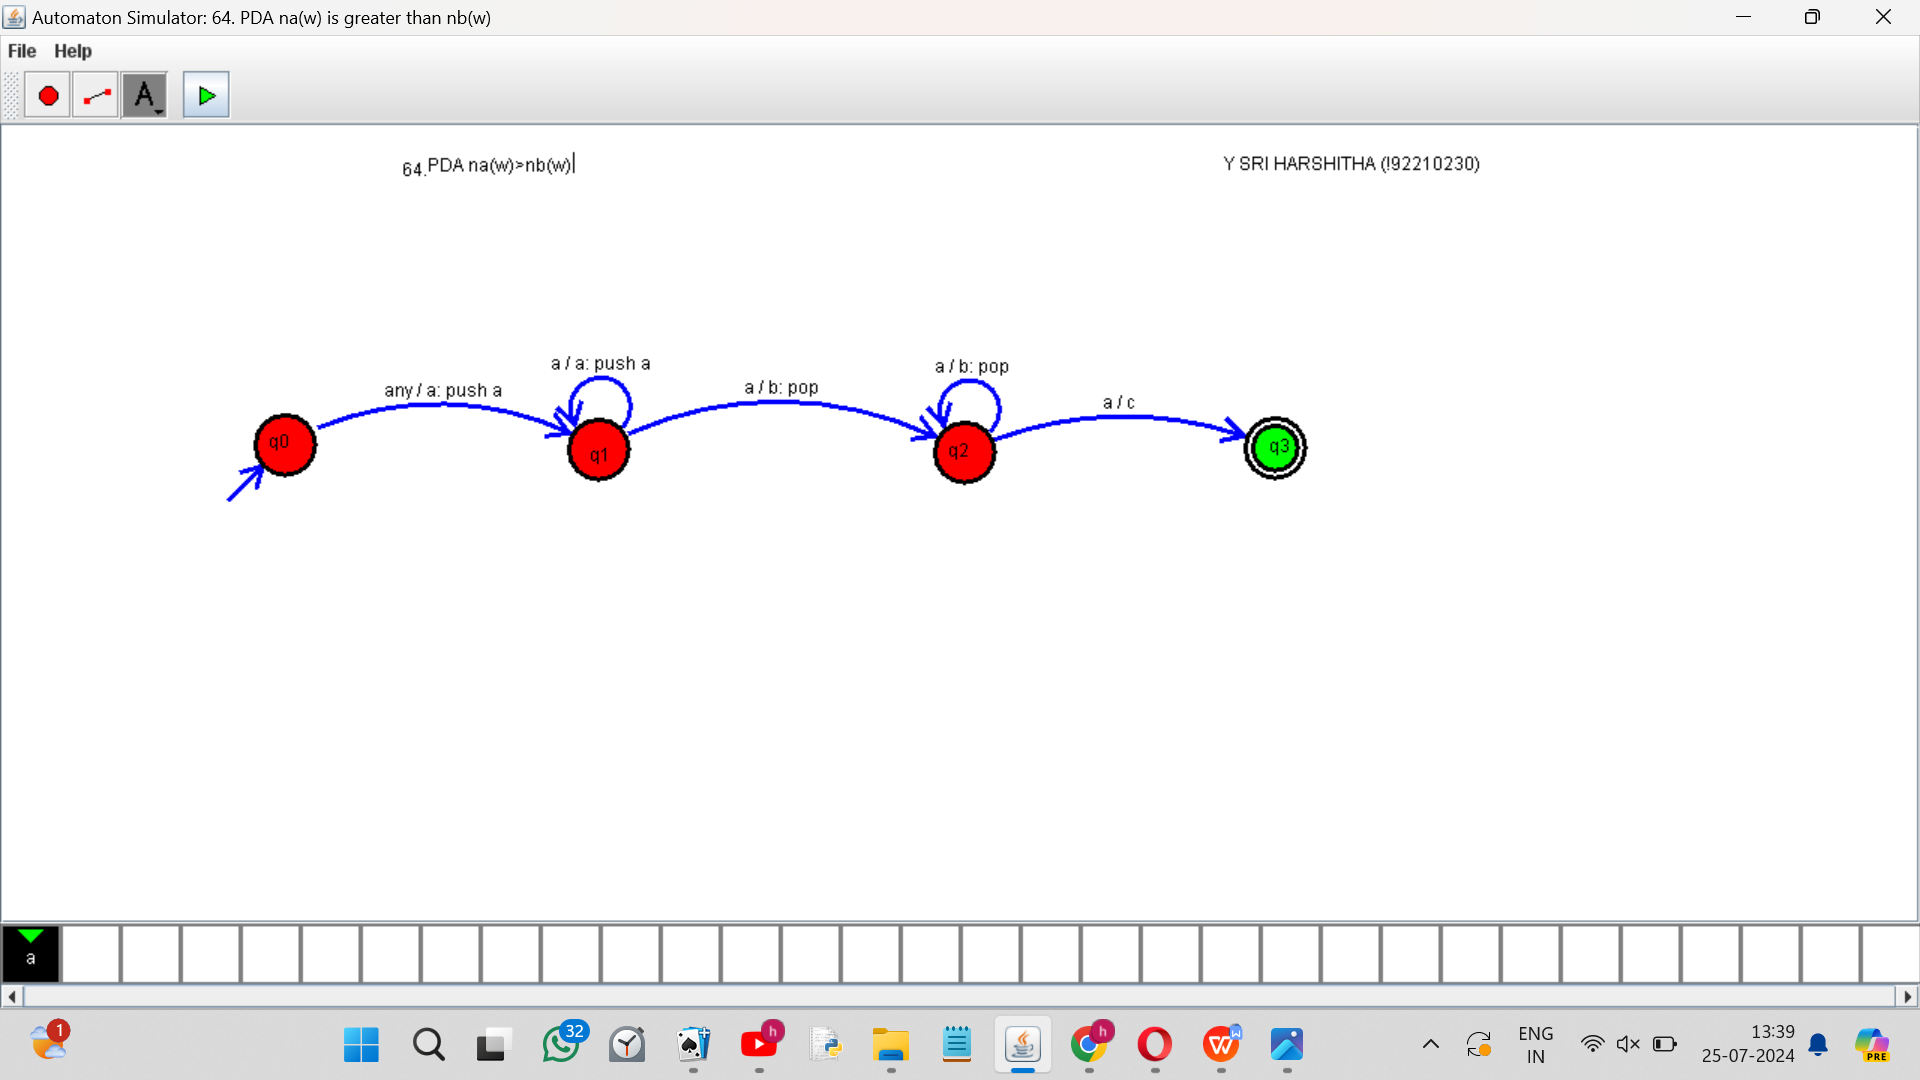 Automaton Simulator: 64. PDA na(w) is greater than nb(w)
File Help
A
64.PDA na(w)>nb(w)
Y SRI HARSHITHA (!92210230)
a / a: push a
a / b: pop
any / a: push a
a / b: pop
a / c
q0
q1
q2
q3
a
1
32
h
h
W
W
ENG
IN
13:39
25-07-2024
PRE